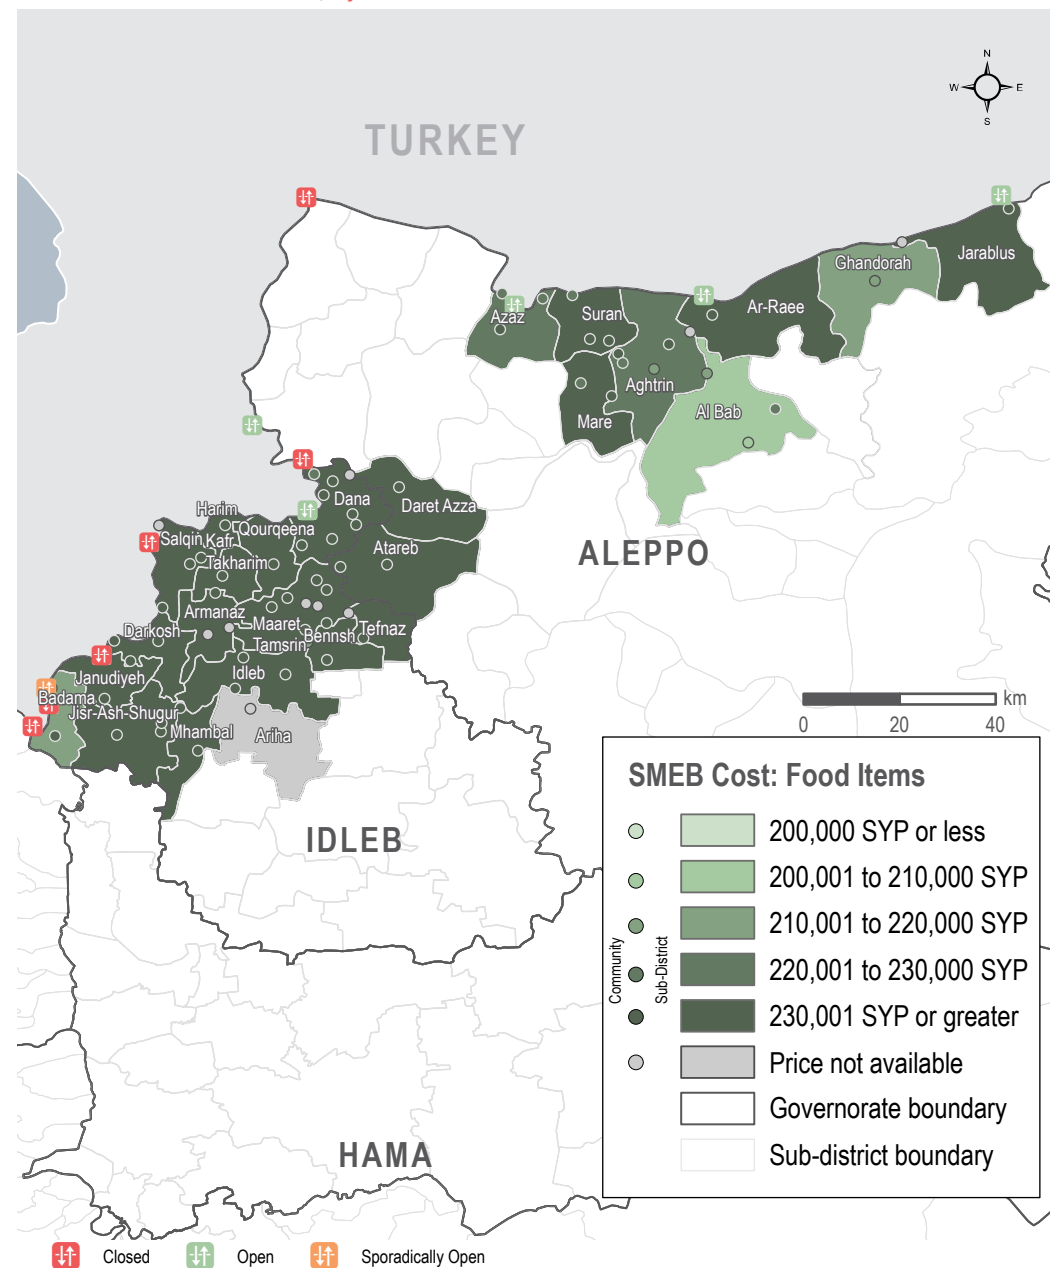 N
W E
S
TURKEY
Jarablus
Ghandorah
Ar-Raee
Suran
Azaz
Aghtrin
Al Bab
Mare
Dana
Daret Azza
Harim
Qourqeena
Salqin
Kafr
Takharim
Atareb
ALEPPO
Armanaz
Maaret
Tamsrin
Bennsh
Tefnaz
Darkosh
Idleb
Janudiyeh
Badama
Jisr-Ash-Shugur
Mhambal
Ariha
km
0 20 40
IDLEB
HAMA
SMEB Cost: Food Items
Community
Sub-District
200,000 SYP or less
200,001 to 210,000 SYP
210,001 to 220,000 SYP
220,001 to 230,000 SYP
230,001 SYP or greater
Price not available
Governorate boundary
Sub-district boundary
Closed Open Sporadically Open